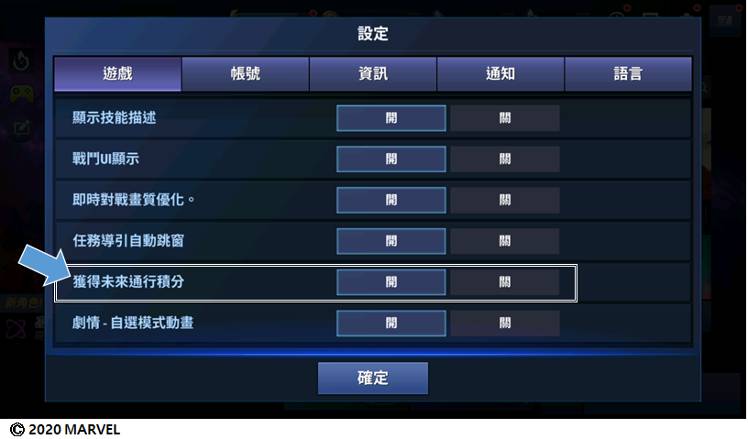 設定
遊戲 帳號 資訊 通知 語言
顯示技能描述 開 關
戰鬥UI顯示 開 關
即時對戰畫質優化。 開 關
任務導引自動跳窗 開 關
獲得未來通行積分 開 關
劇情 - 自選模式動畫 開 關
確定
© 2020 MARVEL